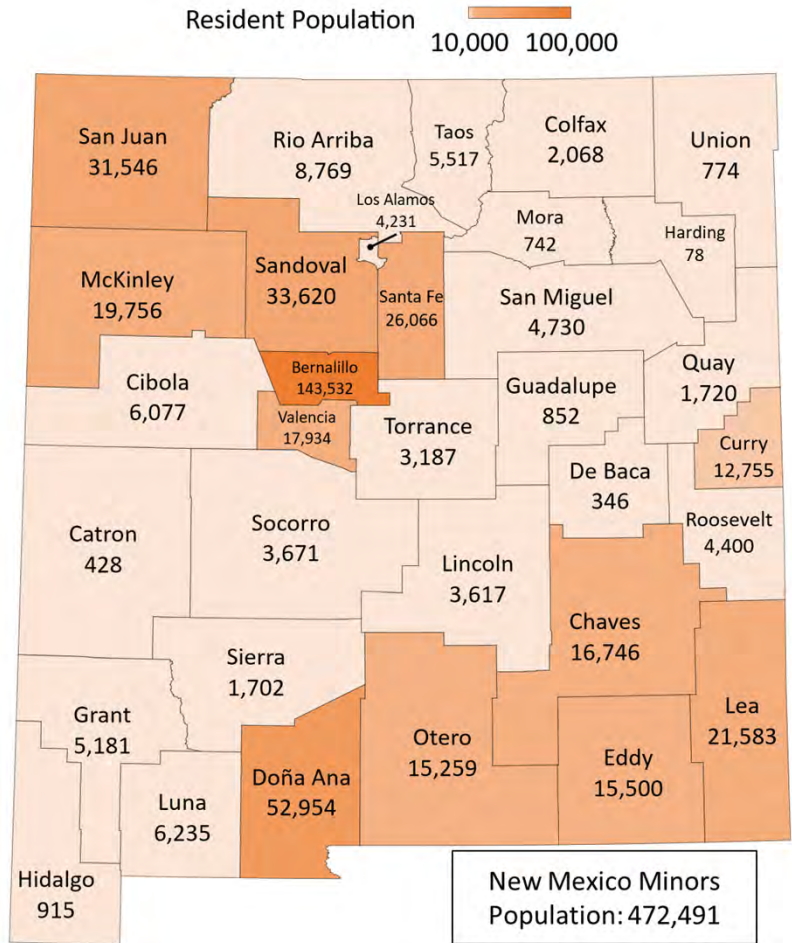 Resident Population
10,000 100,000
San Juan
31,546
Rio Arriba
8,769
Taos
5,517
Colfax
2,068
Union
774
Los Alamos
4,231
Mora
742
Harding
78
McKinley
19,756
Sandoval
33,620
Santa Fe
26,066
San Miguel
4,730
Cibola
6,077
Bernalillo
143,532
Valencia
17,934
Torrance
3,187
Guadalupe
852
Quay
1,720
Curry
12,755
De Baca
346
Roosevelt
4,400
Catron
428
Socorro
3,671
Lincoln
3,617
Chaves
16,746
Sierra
1,702
Grant
5,181
Otero
15,259
Lea
21,583
Eddy
15,500
Doña Ana
52,954
Luna
6,235
Hidalgo
915
New Mexico Minors
Population: 472,491